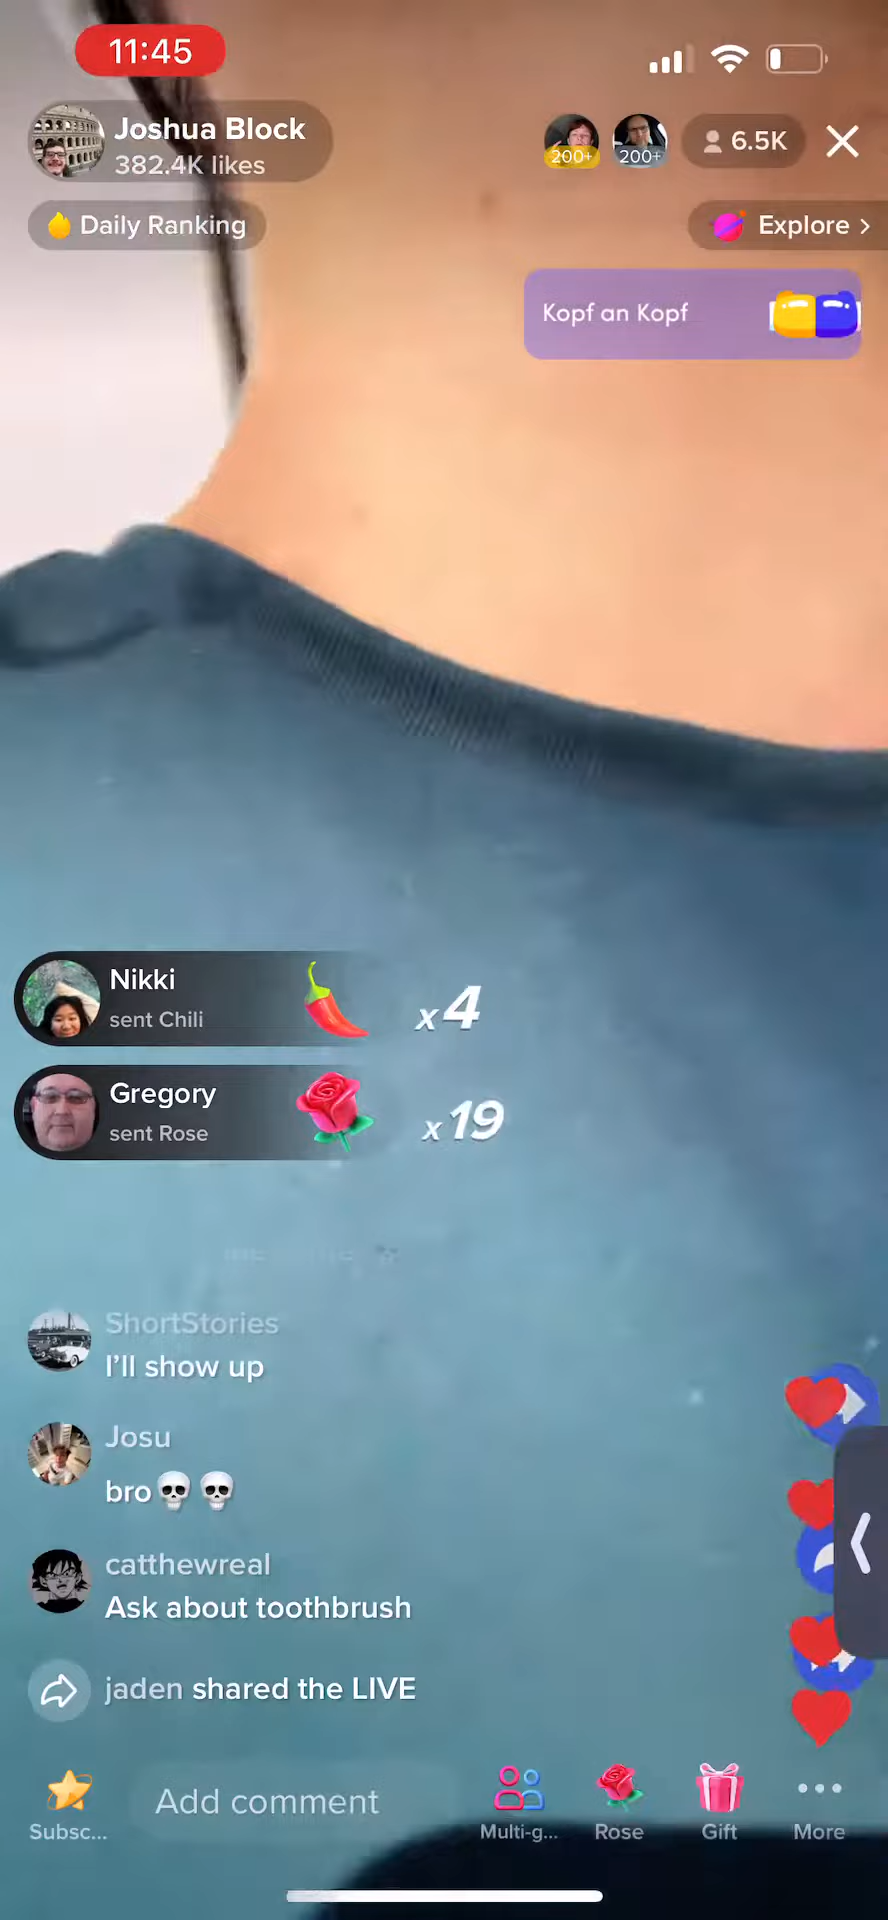 11:45
Joshua Block
382.4K likes
200+
200+
6.5K
Daily Ranking
Explore >
Kopf an Kopf
Nikki
sent Chili
x4
Gregory
sent Rose
x19
ShortStories
I'll show up
Josu
bro💀💀
catthewreal
Ask about toothbrush
jaden shared the LIVE
Add comment
Subsc...
Multi-g...
Rose
Gift
More